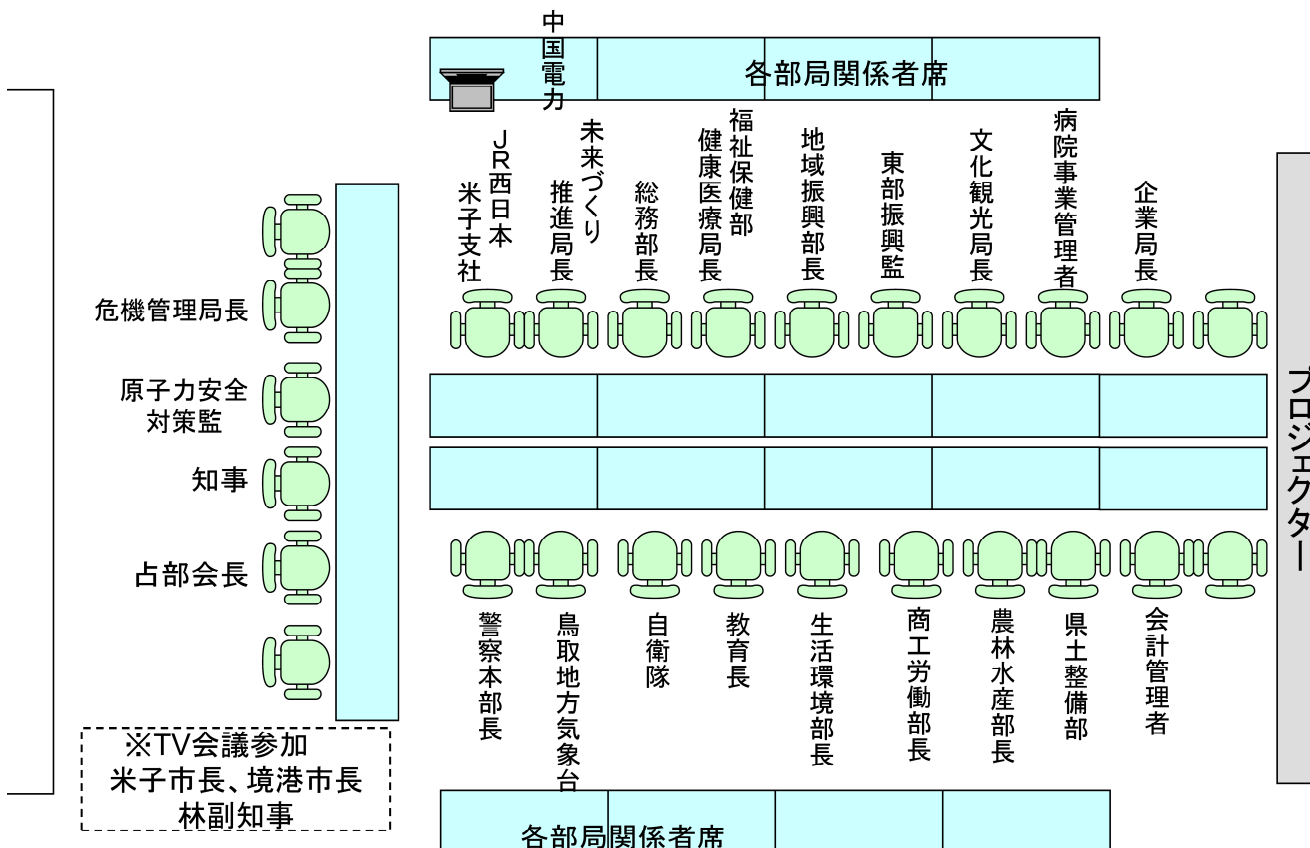 中国電力
各部局関係者席
JR西日本
米子支社
未来づくり
推進局長
総務部長
福祉保健部
健康医療局長
地域振興部長
東部振興監
文化観光局長
病院事業管理者
企業局長
危機管理局長
原子力安全
対策監
知事
占部会長
プロジェクター
警察本部長
鳥取地方気象台
自衛隊
教育長
生活環境部長
商工労働部長
農林水産部長
県土整備部
会計管理者
※TV会議参加
米子市長、境港市長
林副知事
各部局関係者席